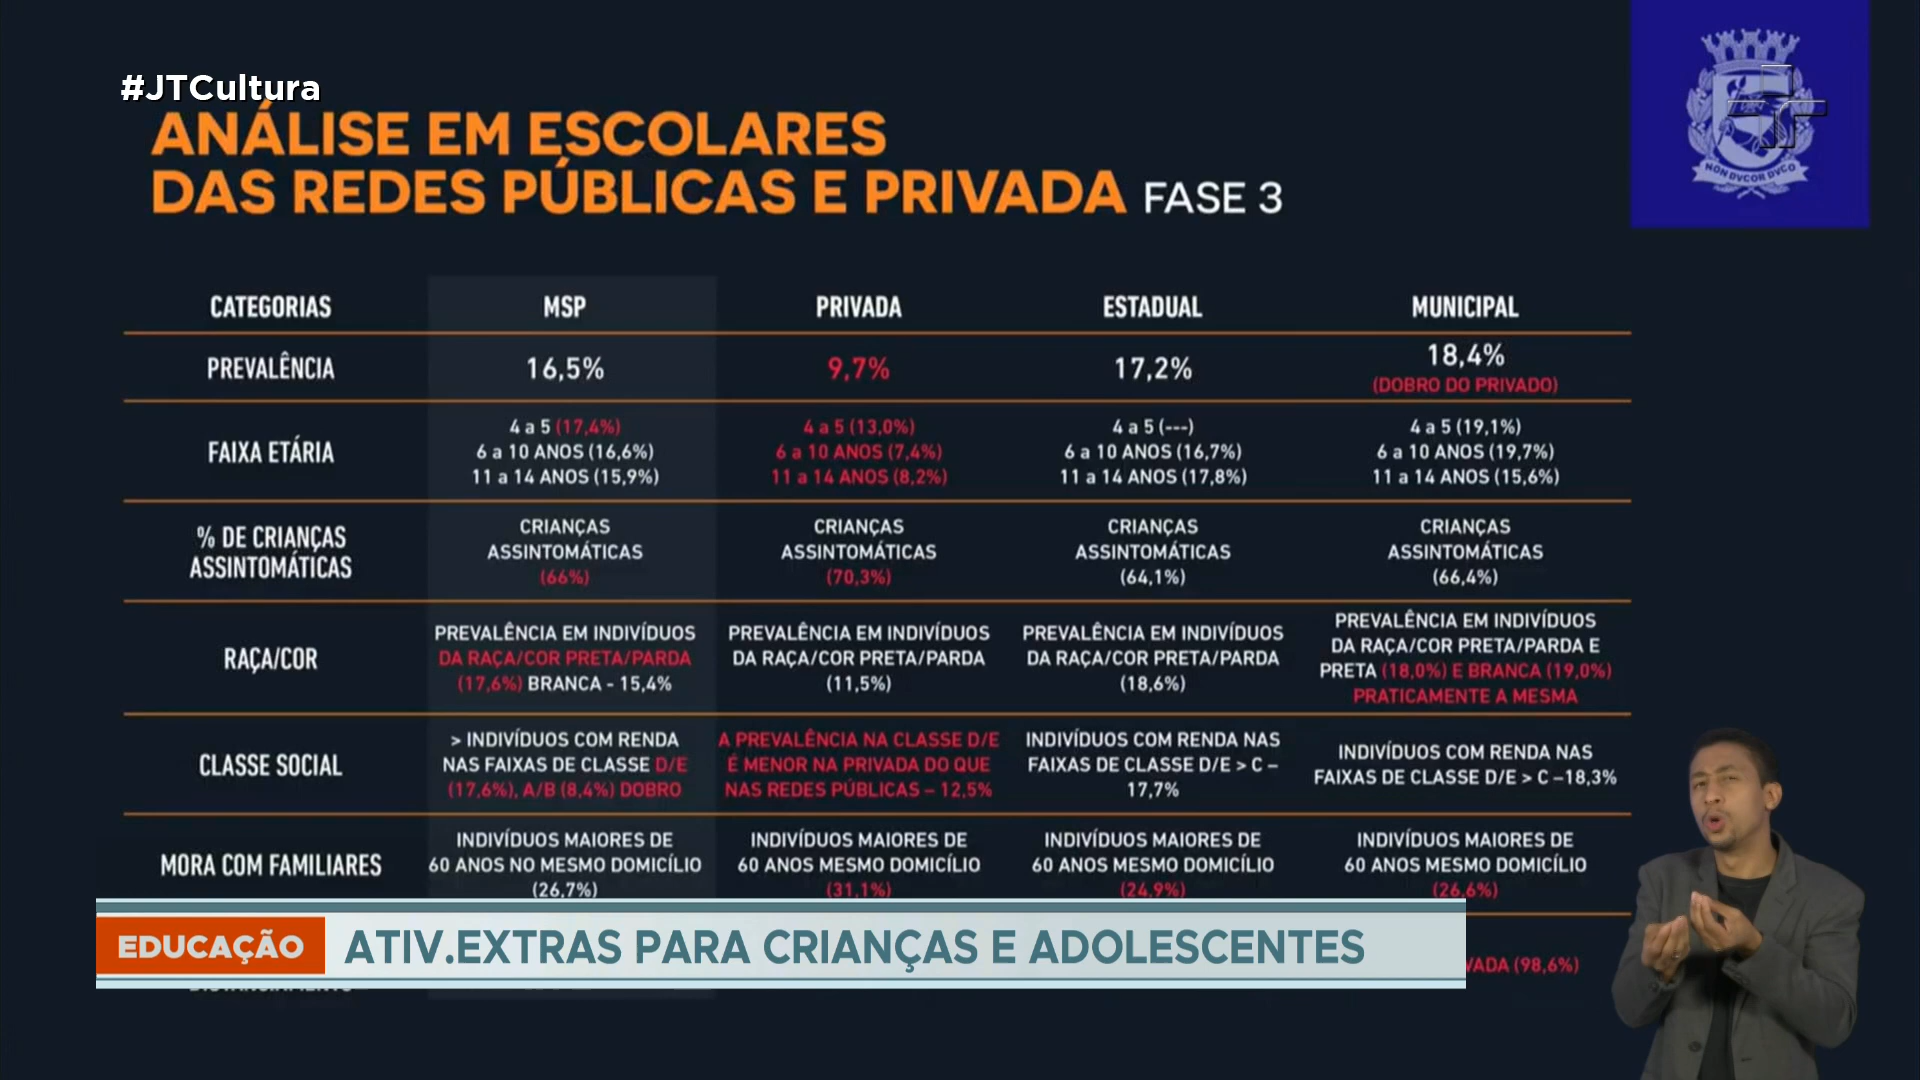 #JTCultura
ANÁLISE EM ESCOLARES
DAS REDES PÚBLICAS E PRIVADA FASE 3
NON DVCOR DVCO
CATEGORIAS MSP PRIVADA ESTADUAL MUNICIPAL
PREVALÊNCIA
16,5%
9,7%
17,2%
18,4%
(DOBRO DO PRIVADO)
FAIXA ETÁRIA
4 a 5 (17,4%)
6 a 10 ANOS (16,6%)
11 a 14 ANOS (15,9%)
4 a 5 (13,0%)
6 a 10 ANOS (7,4%)
11 a 14 ANOS (8,2%)
4 a 5 (---)
6 a 10 ANOS (16,7%)
11 a 14 ANOS (17,8%)
4 a 5 (19,1%)
6 a 10 ANOS (19,7%)
11 a 14 ANOS (15,6%)
% DE CRIANÇAS
ASSINTOMÁTICAS
CRIANÇAS
ASSINTOMÁTICAS
(66%)
CRIANÇAS
ASSINTOMÁTICAS
(70,3%)
CRIANÇAS
ASSINTOMÁTICAS
(64,1%)
CRIANÇAS
ASSINTOMÁTICAS
(66,4%)
RAÇA/COR
PREVALÊNCIA EM INDIVÍDUOS
DA RAÇA/COR PRETA/PARDA
(17,6%) BRANCA - 15,4%
PREVALÊNCIA EM INDIVÍDUOS
DA RAÇA/COR PRETA/PARDA
(11,5%)
PREVALÊNCIA EM INDIVÍDUOS
DA RAÇA/COR PRETA/PARDA
(18,6%)
PREVALÊNCIA EM INDIVÍDUOS
DA RAÇA/COR PRETA/PARDA E
PRETA (18,0%) E BRANCA (19,0%)
PRATICAMENTE A MESMA
CLASSE SOCIAL
> INDIVÍDUOS COM RENDA
NAS FAIXAS DE CLASSE D/E
(17,6%), A/B (8,4%) DOBRO
A PREVALÊNCIA NA CLASSE D/E
É MENOR NA PRIVADA DO QUE
NAS REDES PÚBLICAS – 12,5%
INDIVÍDUOS COM RENDA NAS
FAIXAS DE CLASSE D/E > C –
17,7%
INDIVÍDUOS COM RENDA NAS
FAIXAS DE CLASSE D/E > C –18,3%
MORA COM FAMILIARES
INDIVÍDUOS MAIORES DE
60 ANOS NO MESMO DOMICÍLIO
(26,7%)
INDIVÍDUOS MAIORES DE
60 ANOS MESMO DOMICÍLIO
(31,1%)
INDIVÍDUOS MAIORES DE
60 ANOS MESMO DOMICÍLIO
(24,9%)
INDIVÍDUOS MAIORES DE
60 ANOS MESMO DOMICÍLIO
(26,6%)
EDUCAÇÃO
ATIV.EXTRAS PARA CRIANÇAS E ADOLESCENTES
VADA (98,6%)